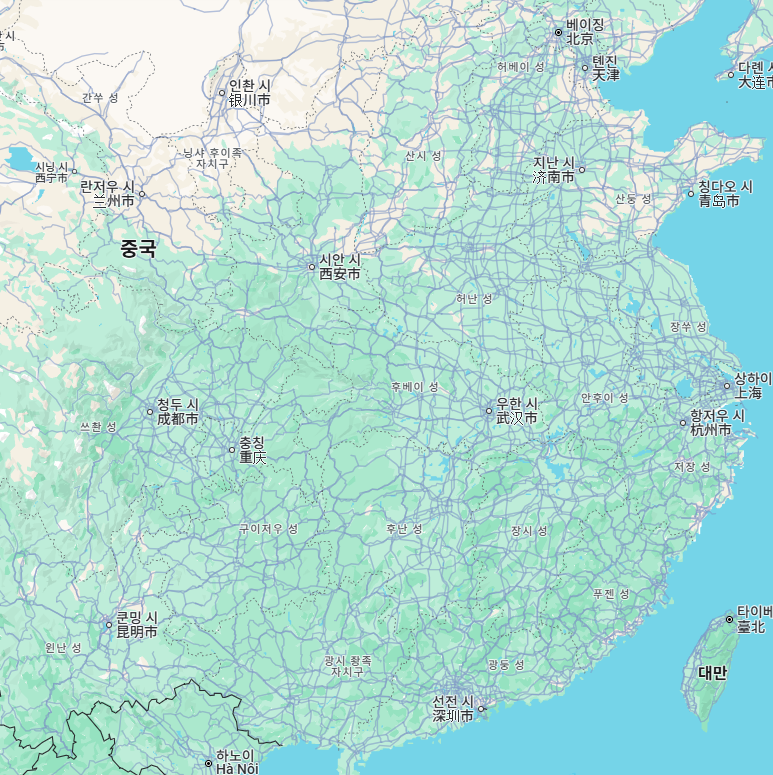 베이징
北京
허베이 성
톈진
天津
다롄 시
大连市
시
市
간쑤 성
인촨 시
银川市
닝샤 후이족
자치구
산시 성
지난 시
济南市
시닝 시
西宁市
란저우 시
兰州市
산둥 성
칭다오 시
青岛市
중국
시안 시
西安市
허난 성
장쑤 성
상하이
上海
후베이 성
안후이 성
청두 시
成都市
우한 시
武汉市
항저우 시
杭州市
쓰촨 성
충칭
重庆
저장 성
구이저우 성
후난 성
장시 성
푸젠 성
쿤밍 시
昆明市
타이베
臺北
윈난 성
광시 좡족
자치구
광둥 성
대만
선전 시
深圳市
하노이
Hà Nội